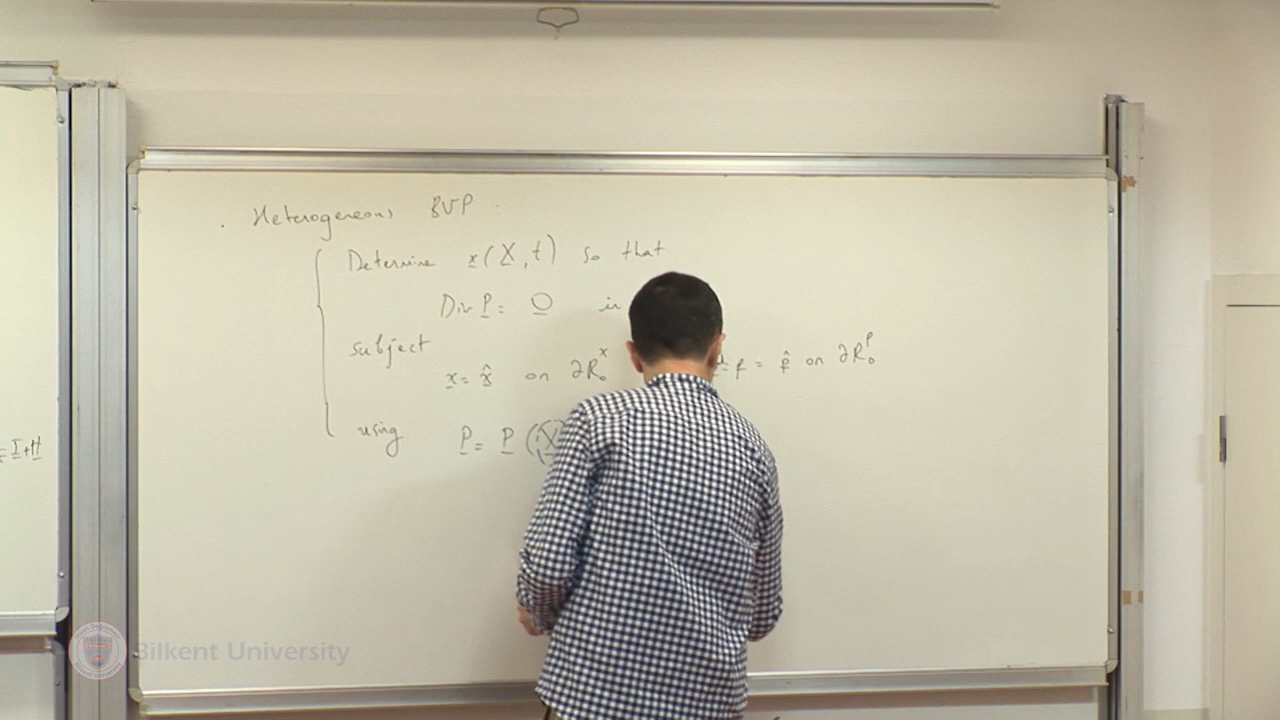 . Heterogeneous BVP
Determine x(X,t) so that
Div P = 0 in
subject
x = x̂ on ∂R₀ˣ = p̂ on ∂R₀ᴾ
using P = P (X
= I+H
Bilkent University